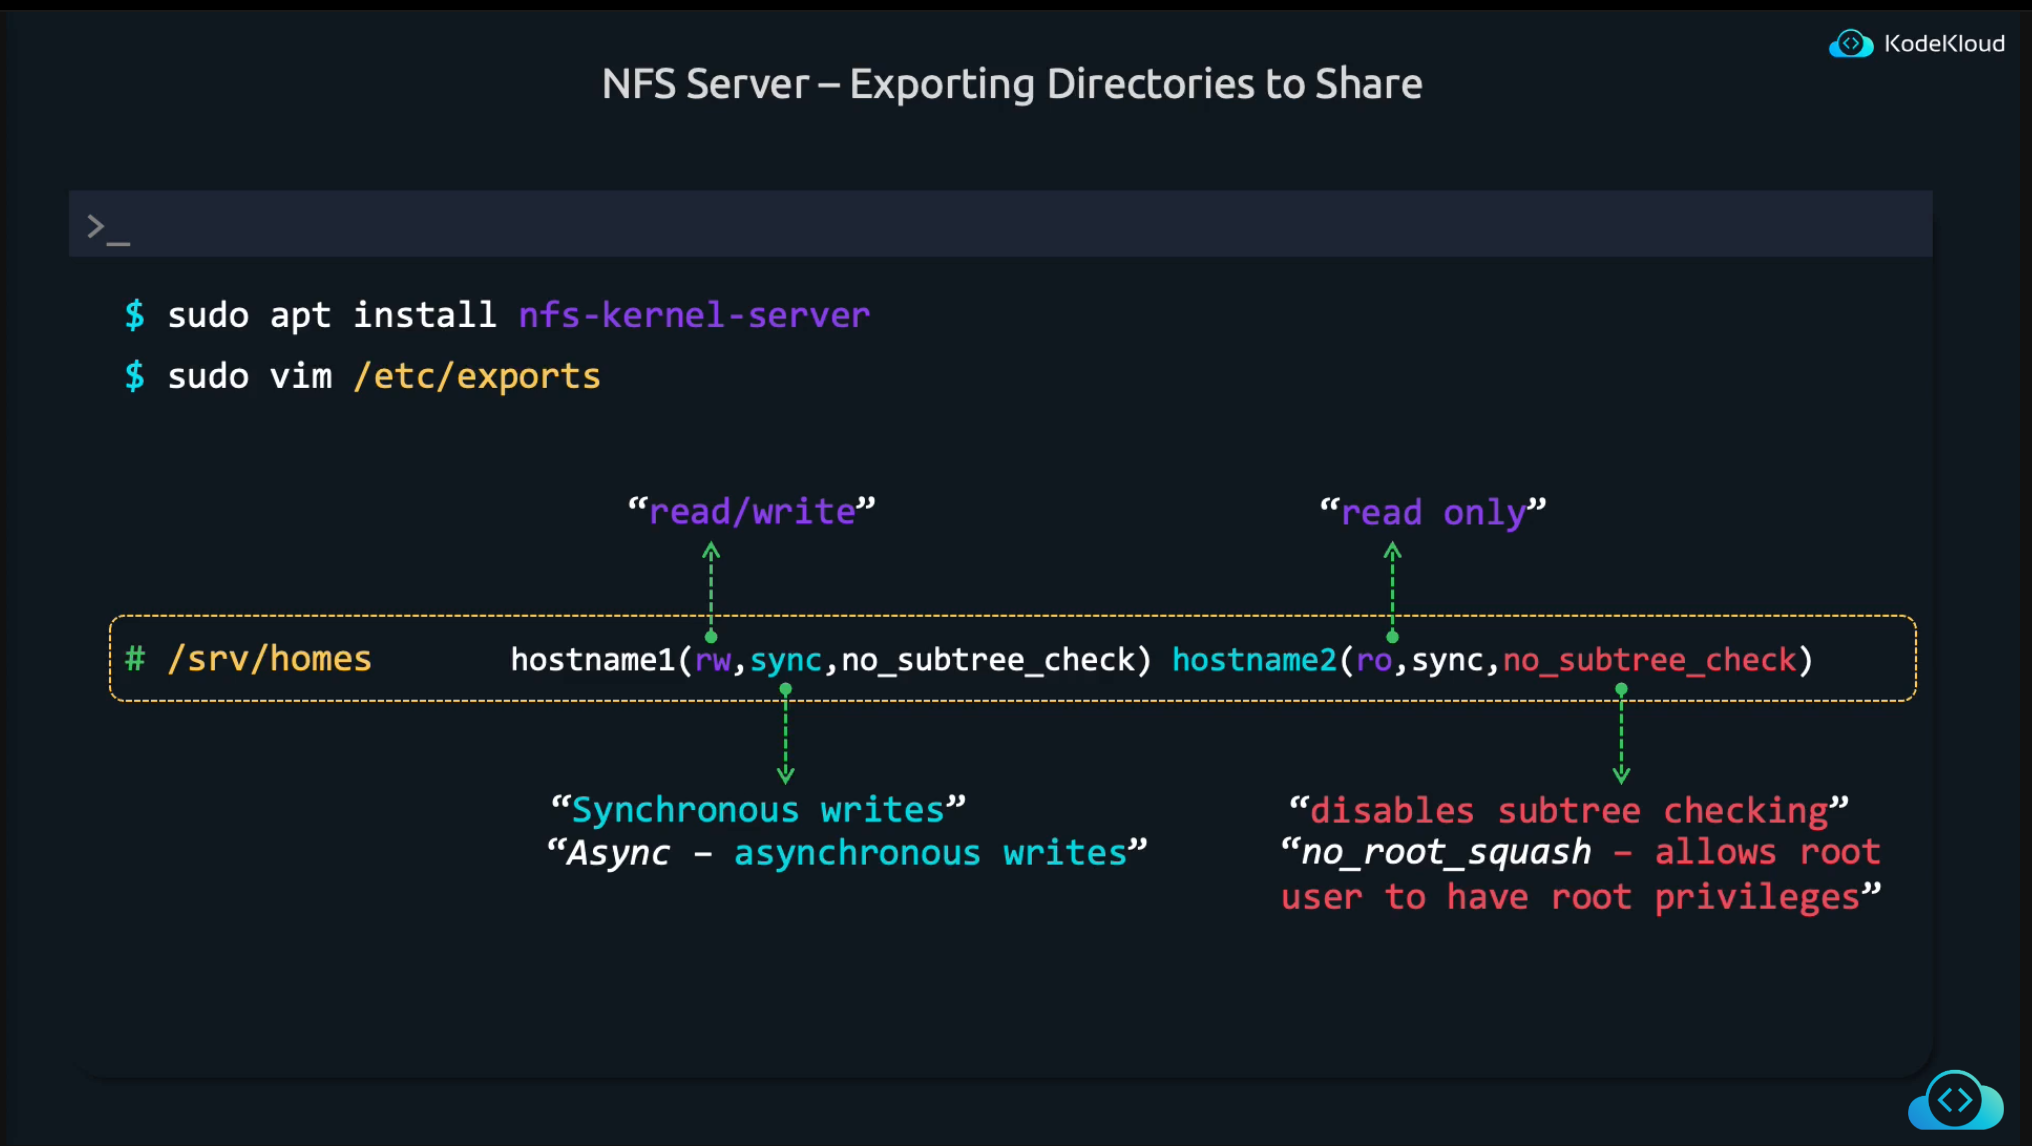 KodeKloud
NFS Server – Exporting Directories to Share
>_
$ sudo apt install nfs-kernel-server
$ sudo vim /etc/exports
“read/write” “read only”
# /srv/homes hostname1(rw,sync,no_subtree_check) hostname2(ro,sync,no_subtree_check)
“Synchronous writes”
“Async – asynchronous writes”
“disables subtree checking”
“no_root_squash – allows root
user to have root privileges”